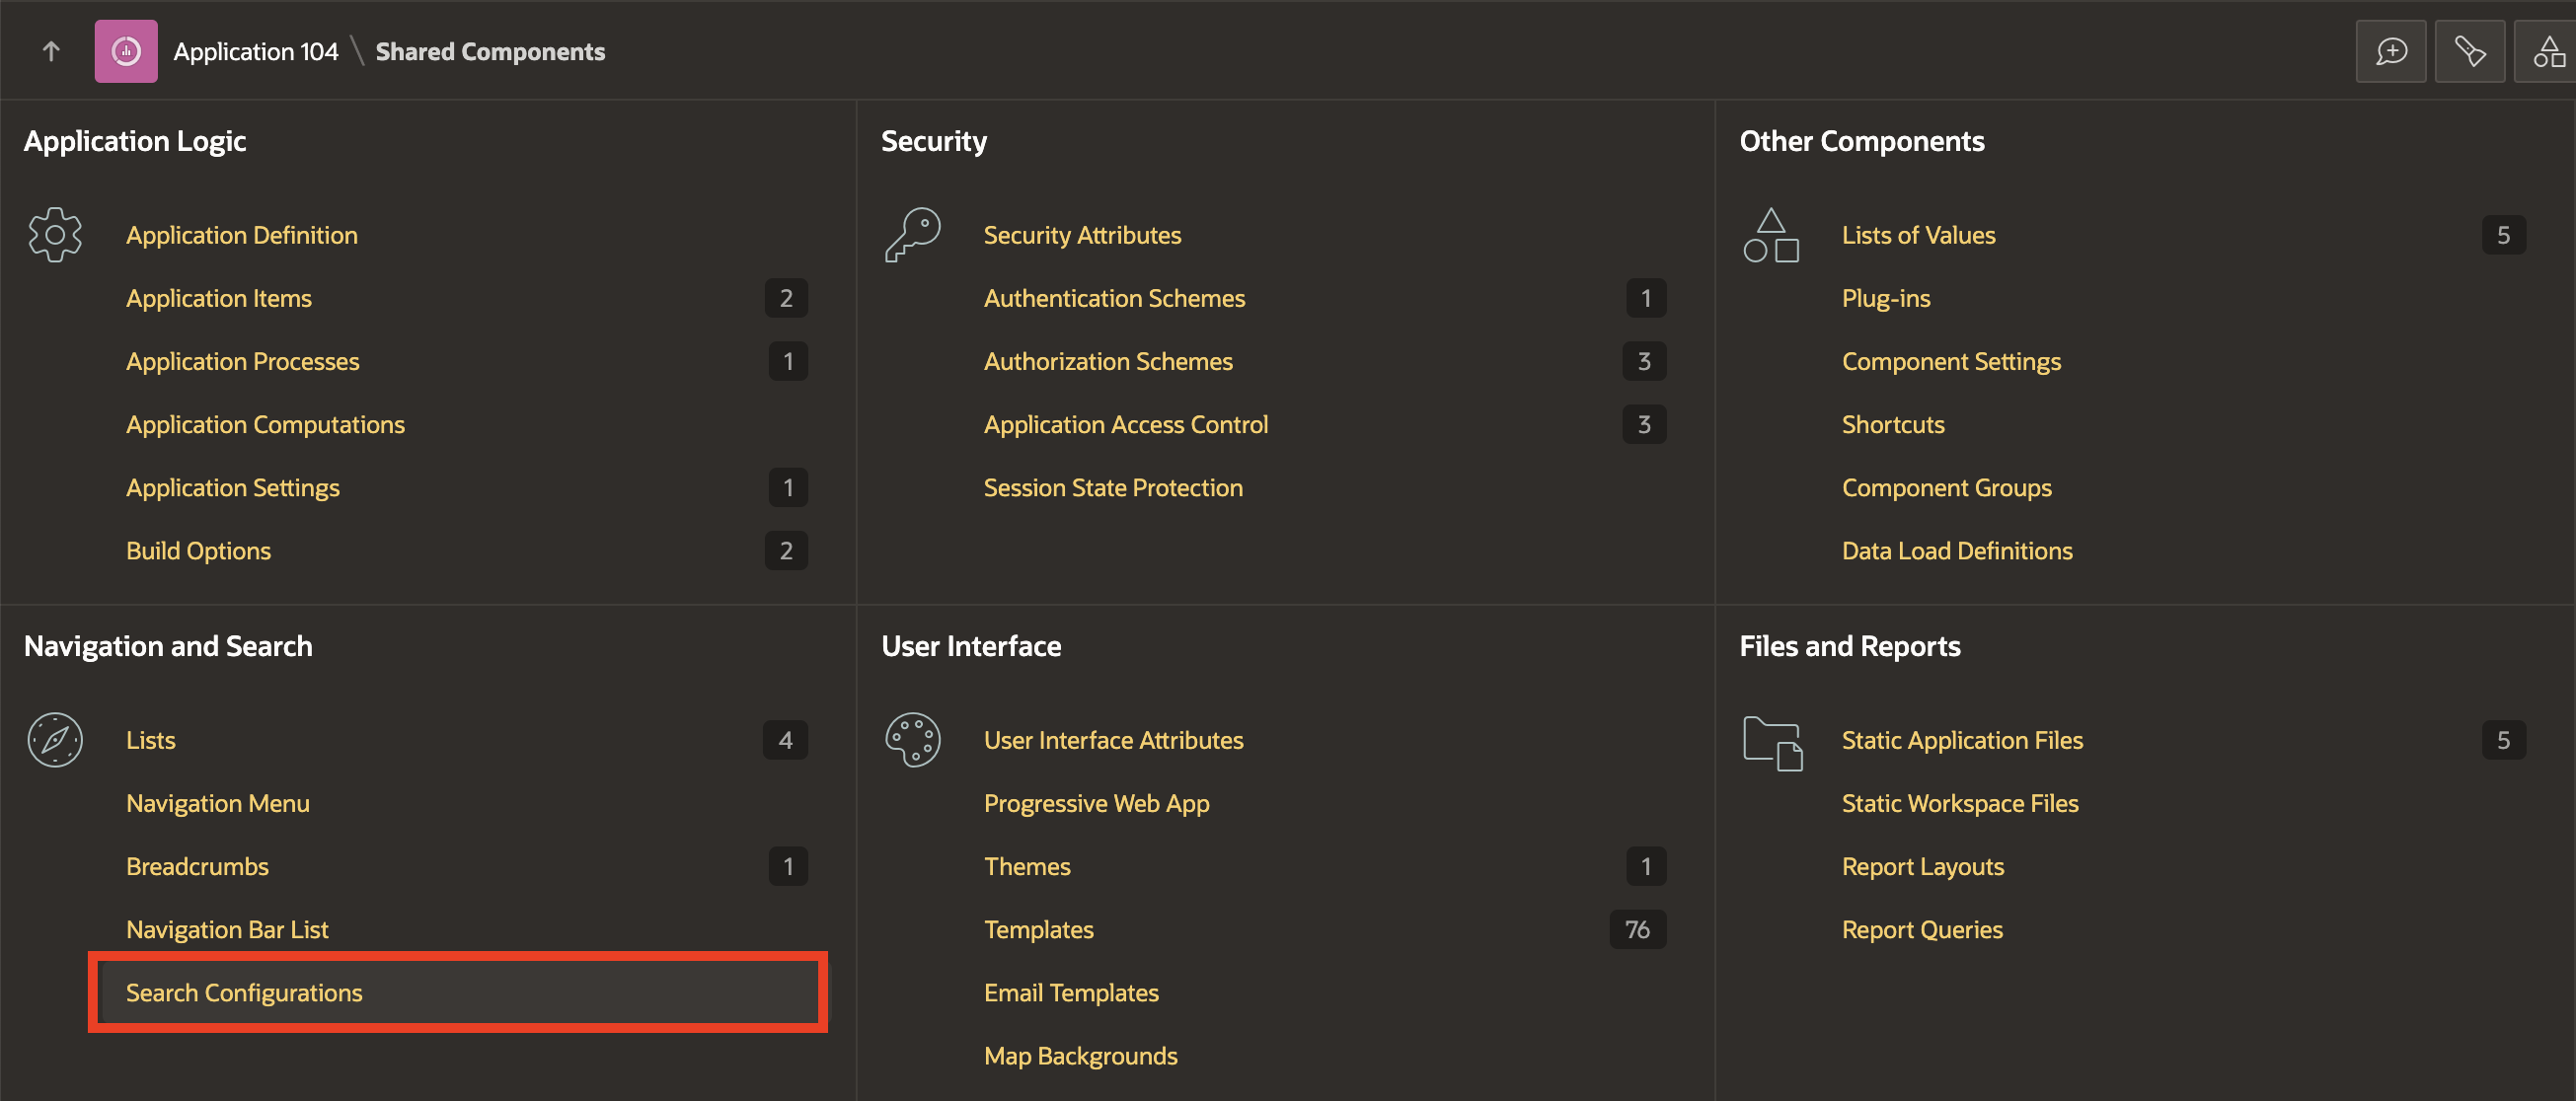 Application 104 \ Shared Components
Application Logic
Application Definition
Application Items 2
Application Processes 1
Application Computations
Application Settings 1
Build Options 2
Security
Security Attributes
Authentication Schemes 1
Authorization Schemes 3
Application Access Control 3
Session State Protection
Other Components
Lists of Values 5
Plug-ins
Component Settings
Shortcuts
Component Groups
Data Load Definitions
Navigation and Search
Lists 4
Navigation Menu
Breadcrumbs 1
Navigation Bar List
Search Configurations
User Interface
User Interface Attributes
Progressive Web App
Themes 1
Templates 76
Email Templates
Map Backgrounds
Files and Reports
Static Application Files 5
Static Workspace Files
Report Layouts
Report Queries